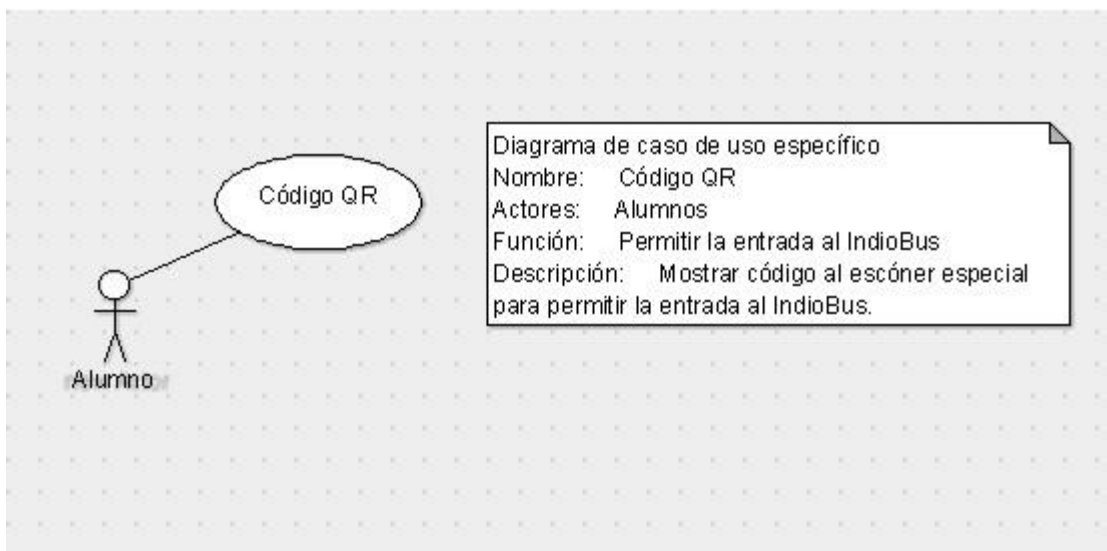 Código QR
Alumno
Diagrama de caso de uso específico
Nombre: Código QR
Actores: Alumnos
Función: Permitir la entrada al IndioBus
Descripción: Mostrar código al escóner especial
para permitir la entrada al IndioBus.